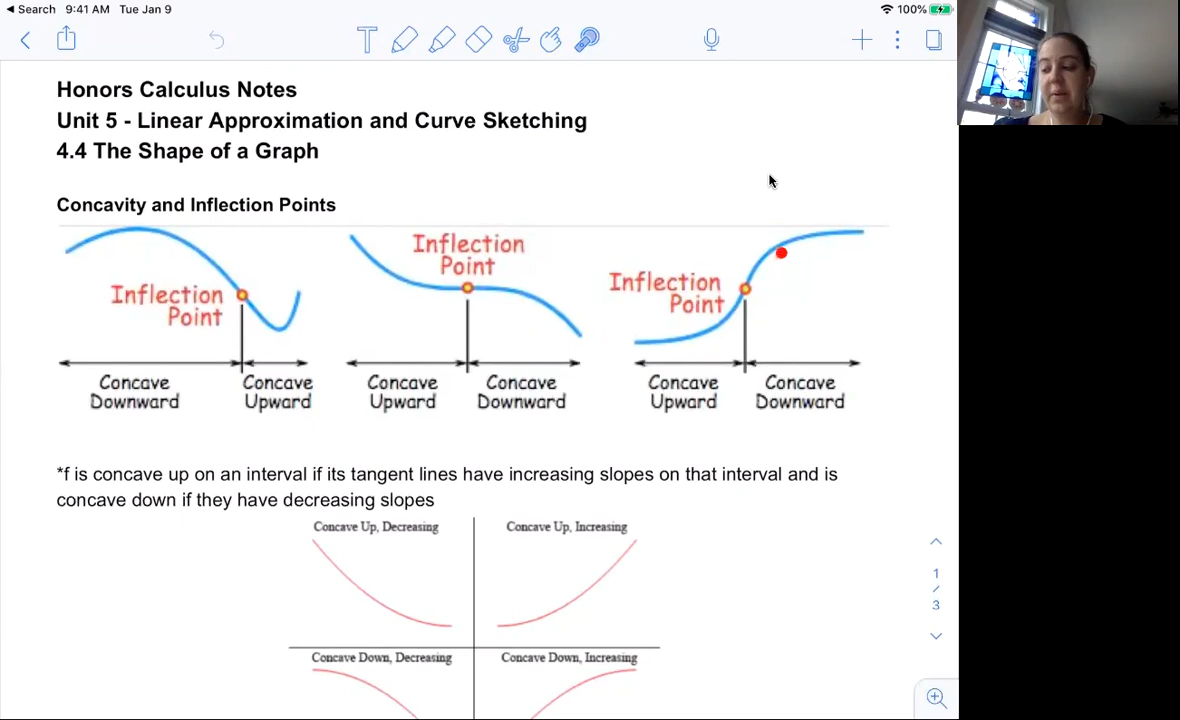 Search 9:41 AM Tue Jan 9
100%
Honors Calculus Notes
Unit 5 - Linear Approximation and Curve Sketching
4.4 The Shape of a Graph
Concavity and Inflection Points
Inflection
Point
Concave
Downward
Concave
Upward
Inflection
Point
Concave
Upward
Concave
Downward
Inflection
Point
Concave
Upward
Concave
Downward
*f is concave up on an interval if its tangent lines have increasing slopes on that interval and is
concave down if they have decreasing slopes
Concave Up, Decreasing
Concave Up, Increasing
Concave Down, Decreasing
Concave Down, Increasing
1
/
3